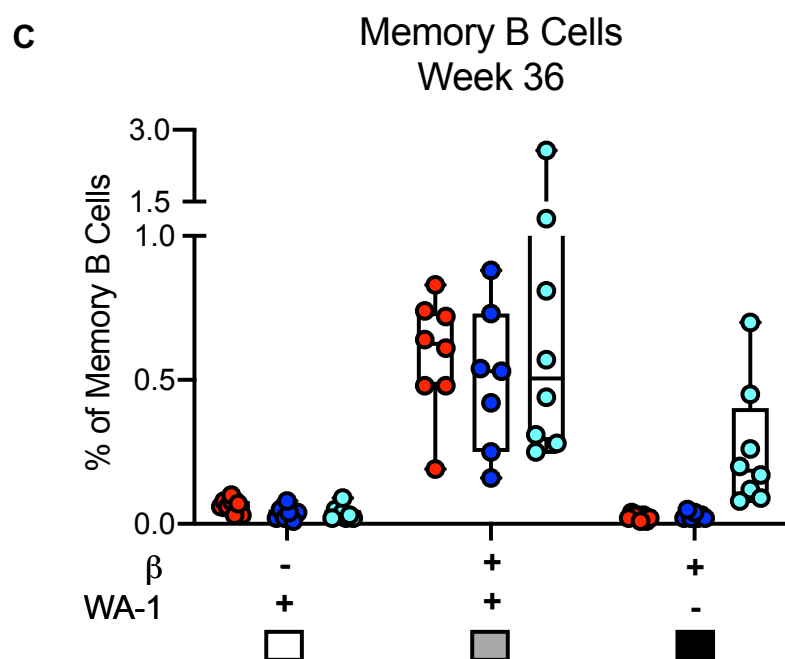 C
Memory B Cells
Week 36
% of Memory B Cells
3.0
1.5
1.0
0.5
0.0
β - + +
WA-1 + + -